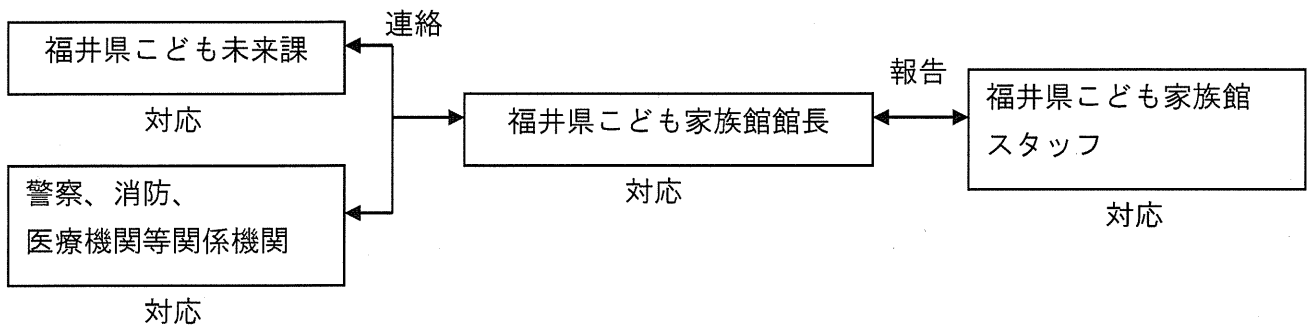 連絡
福井県こども未来課
対応
報告
福井県こども家族館館長
対応
福井県こども家族館
スタッフ
対応
警察、消防、
医療機関等関係機関
対応